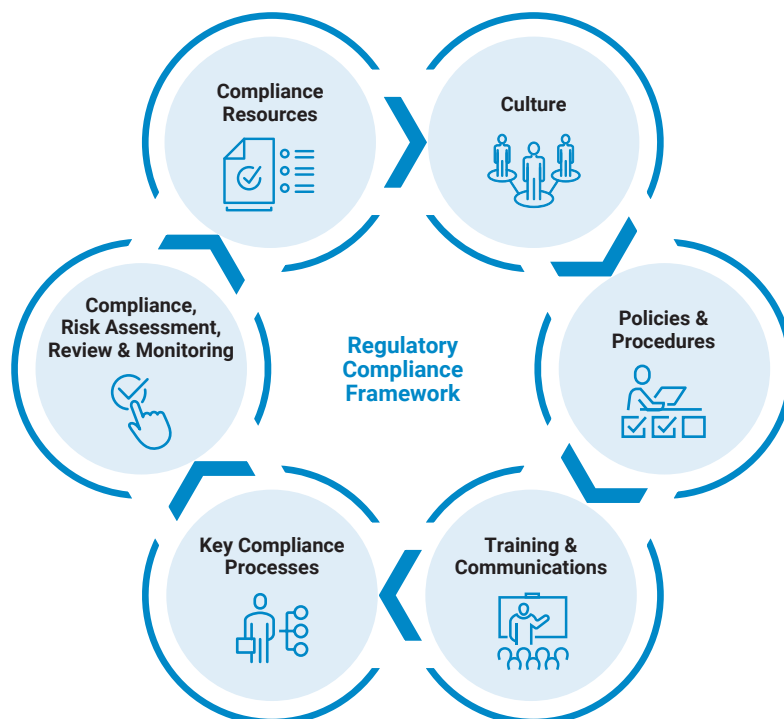 Compliance
Resources
Culture
Policies &
Procedures
Training &
Communications
Key Compliance
Processes
Compliance,
Risk Assessment,
Review & Monitoring
Regulatory
Compliance
Framework